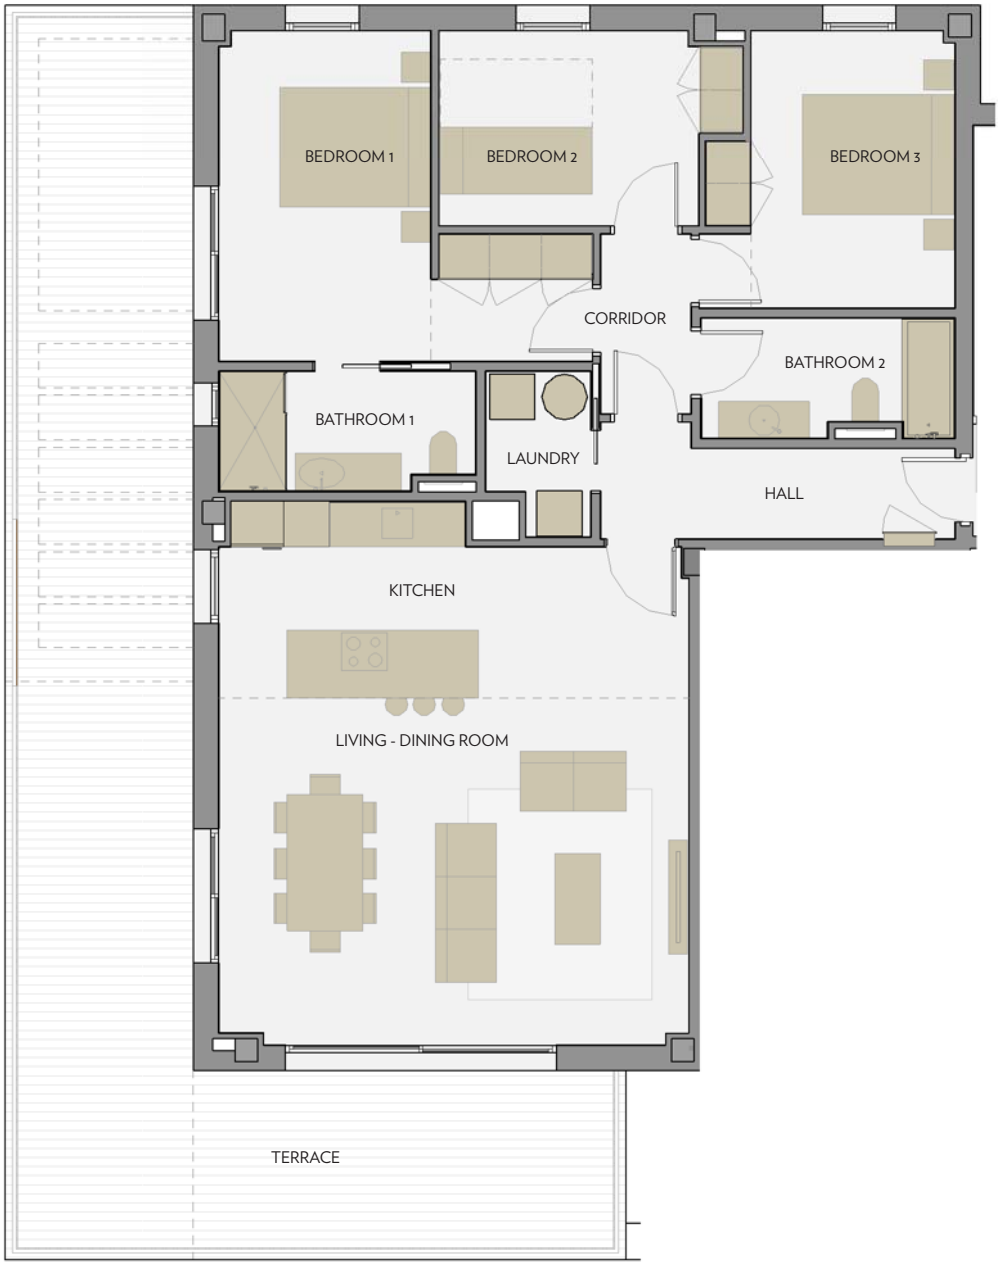 BEDROOM 1
BEDROOM 2
BEDROOM 3
CORRIDOR
BATHROOM 2
BATHROOM 1
LAUNDRY
HALL
KITCHEN
LIVING - DINING ROOM
TERRACE